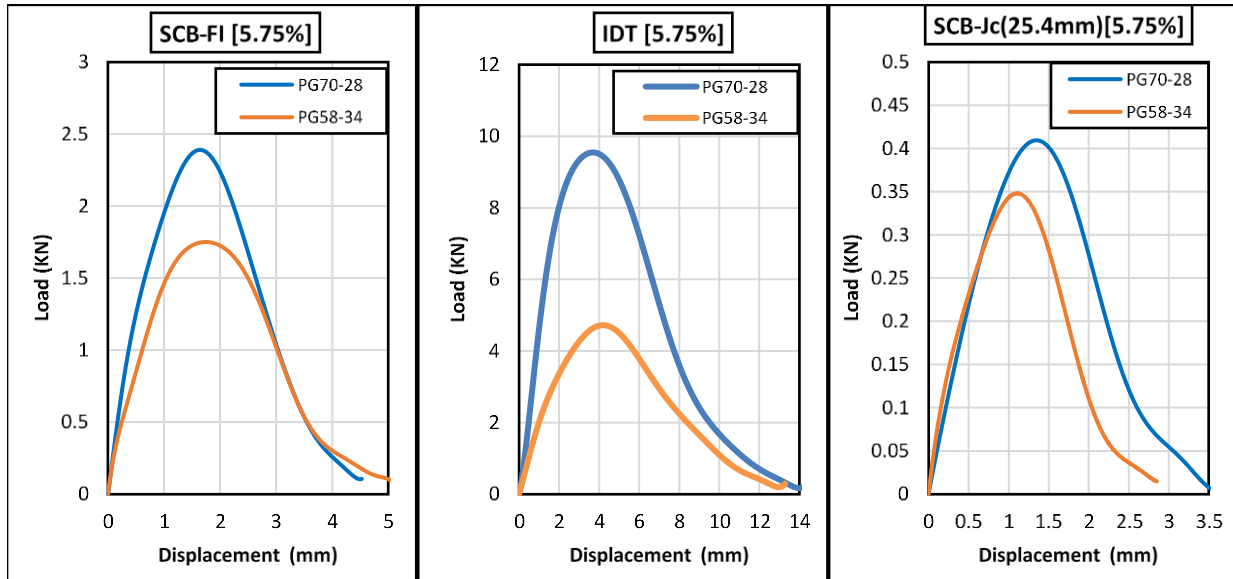 SCB-FI [5.75%]
3
2.5
2
1.5
1
0.5
0
Load (KN)
PG70-28
PG58-34
0 1 2 3 4 5
Displacement (mm)
IDT [5.75%]
12
10
8
6
4
2
0
Load (KN)
PG70-28
PG58-34
0 2 4 6 8 10 12 14
Displacement (mm)
SCB-Jc(25.4mm)[5.75%]
0.5
0.45
0.4
0.35
0.3
0.25
0.2
0.15
0.1
0.05
0
Load (KN)
PG70-28
PG58-34
0 0.5 1 1.5 2 2.5 3 3.5
Displacement (mm)